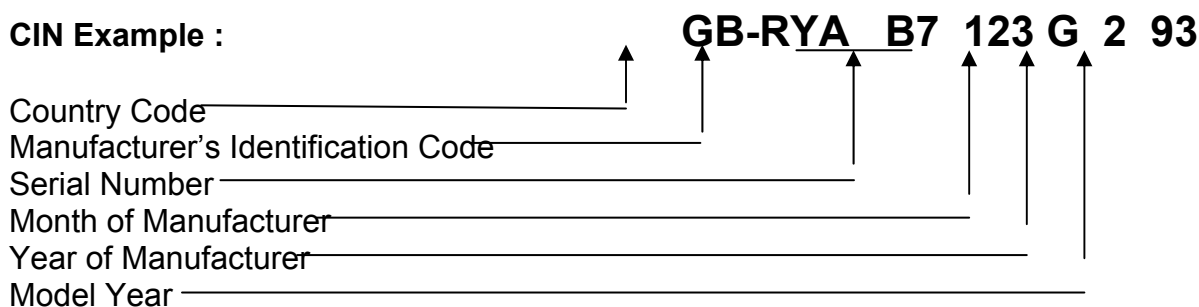 CIN Example : GB-RYA B7 123 G 2 93
Country Code
Manufacturer’s Identification Code
Serial Number
Month of Manufacturer
Year of Manufacturer
Model Year